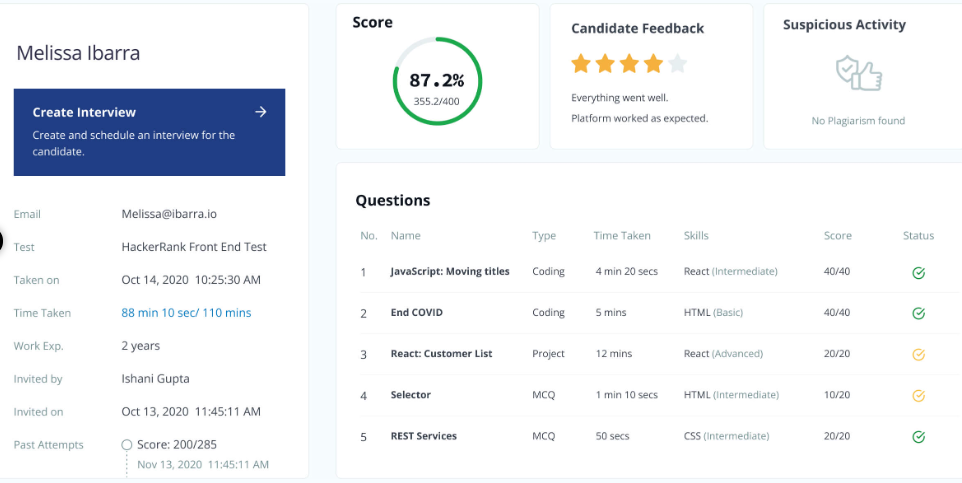 Melissa Ibarra
Create Interview
Create and schedule an interview for the
candidate.
Email Melissa@ibarra.io
Test HackerRank Front End Test
Taken on Oct 14, 2020 10:25:30 AM
Time Taken 88 min 10 sec/ 110 mins
Work Exp. 2 years
Invited by Ishani Gupta
Invited on Oct 13, 2020 11:45:11 AM
Past Attempts Score: 200/285
Nov 13, 2020 11:45:11 AM
Score
87.2%
355.2/400
Candidate Feedback
Everything went well.
Platform worked as expected.
Suspicious Activity
No Plagiarism found
Questions
No. Name Type Time Taken Skills Score Status
1 JavaScript: Moving titles Coding 4 min 20 secs React (Intermediate) 40/40
2 End COVID Coding 5 mins HTML (Basic) 40/40
3 React: Customer List Project 12 mins React (Advanced) 20/20
4 Selector MCQ 1 min 10 secs HTML (Intermediate) 10/20
5 REST Services MCQ 50 secs CSS (Intermediate) 20/20